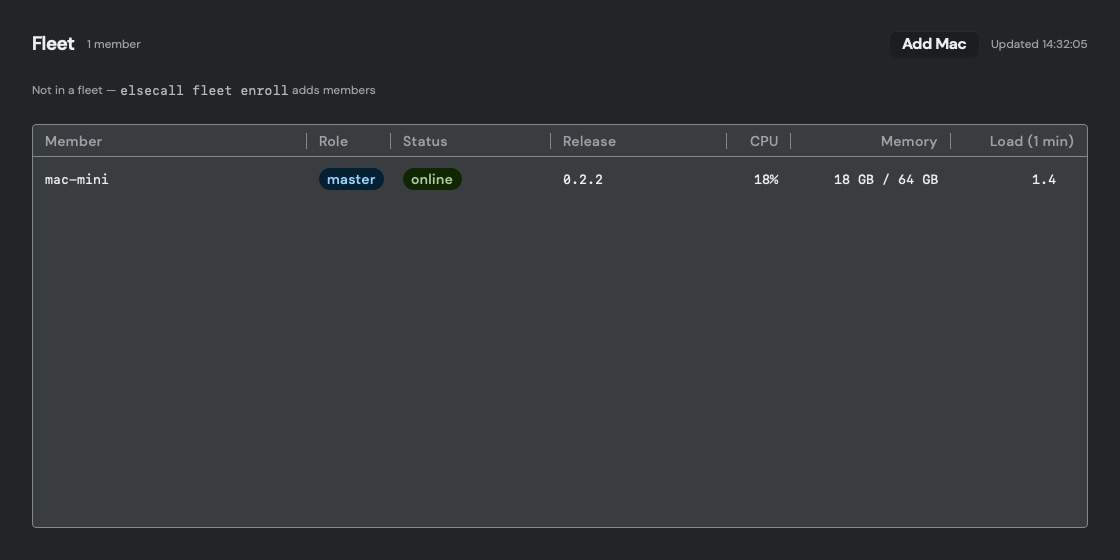 Fleet 1 member Add Mac Updated 14:32:05
Not in a fleet — elsecall fleet enroll adds members
Member Role Status Release CPU Memory Load (1 min)
mac-mini master online 0.2.2 18% 18 GB / 64 GB 1.4